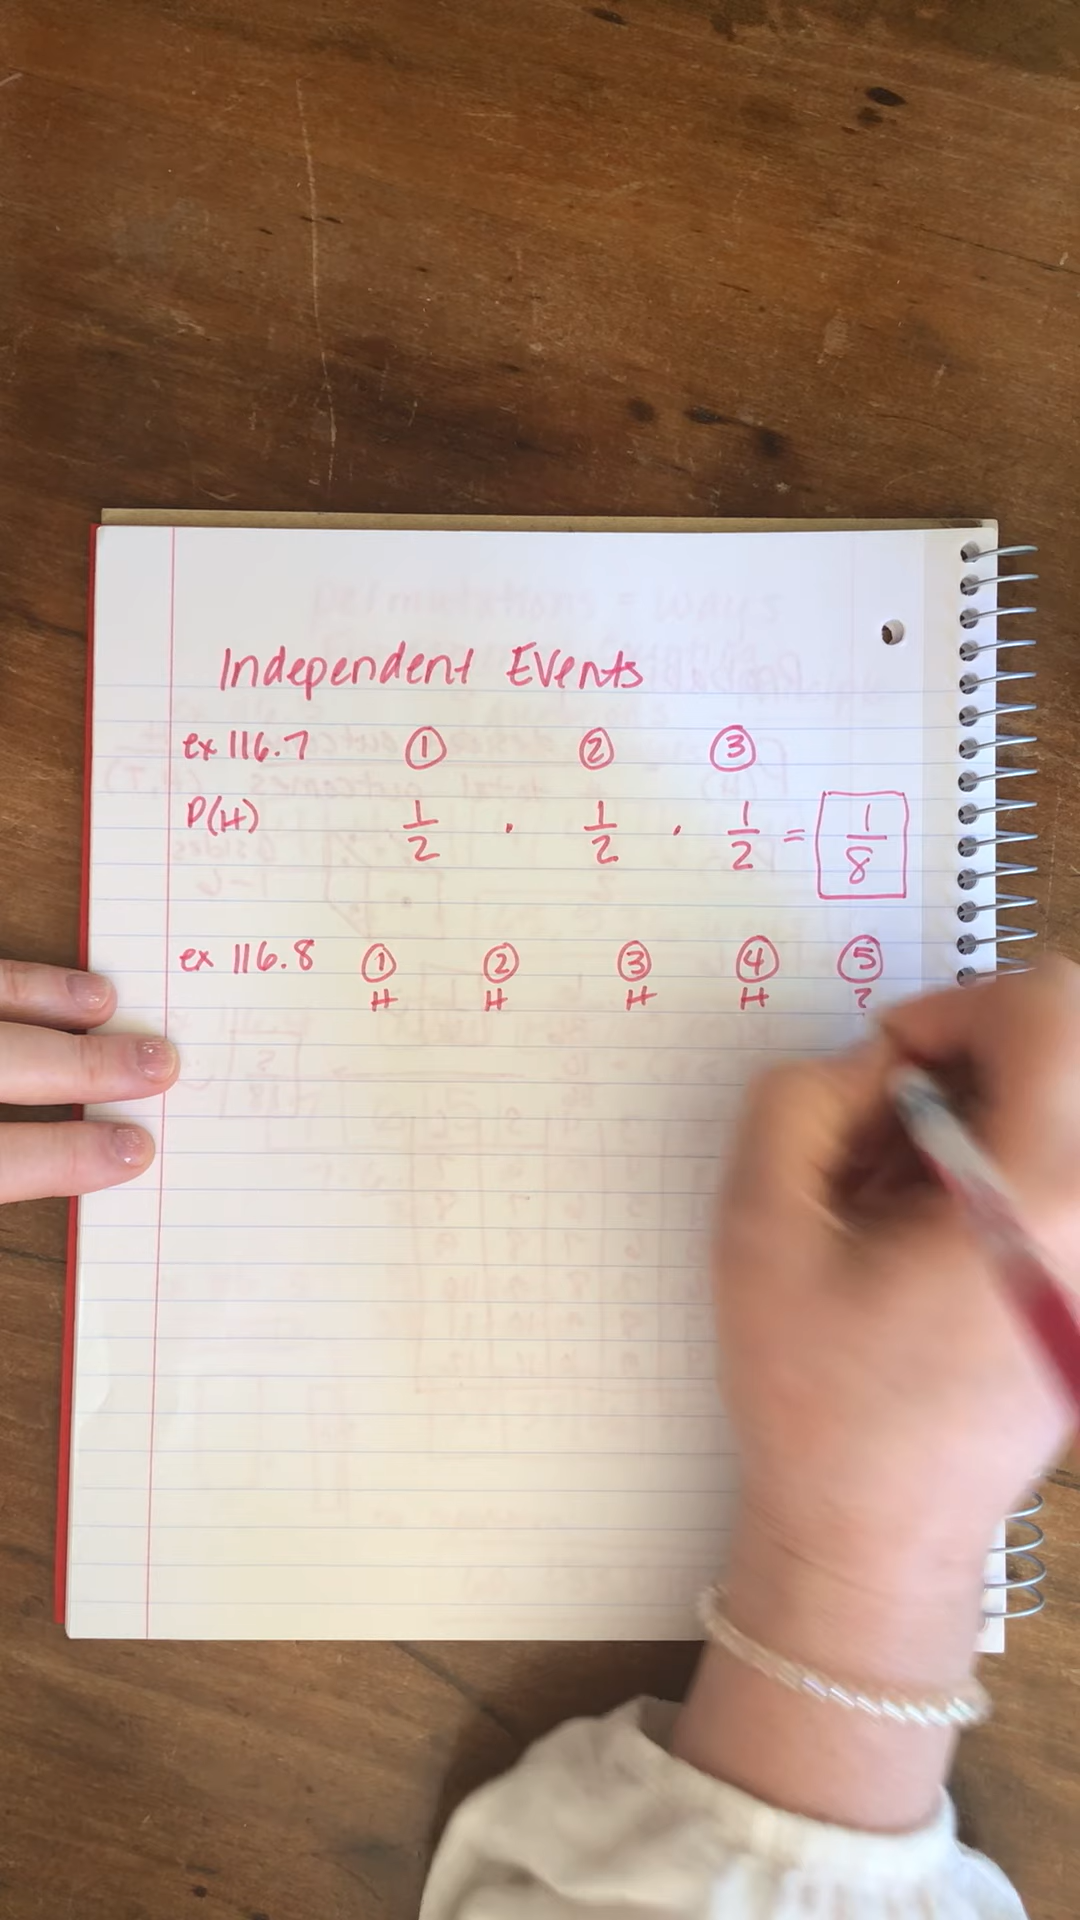 Independent Events
ex 116.7 ① ② ③
P(H) 1/2 · 1/2 · 1/2 = 1/8
ex 116.8 ① ② ③ ④ ⑤
H H H H ?